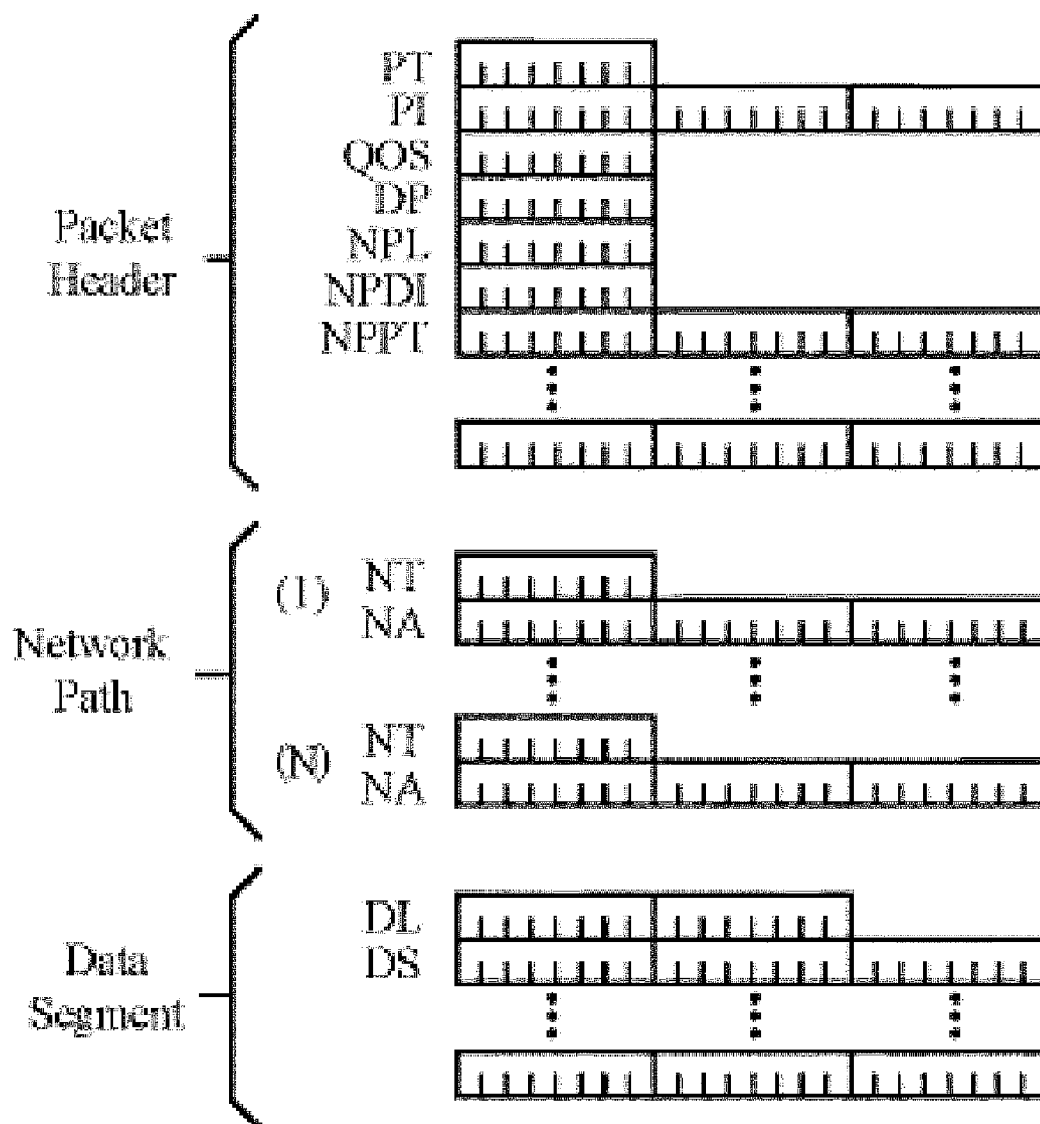 Packet
Header
PT
PI
QOS
DP
NPL
NPDI
NPPT
Network
Path
(1)
NT
NA
(N)
NT
NA
Data
Segment
DL
DS